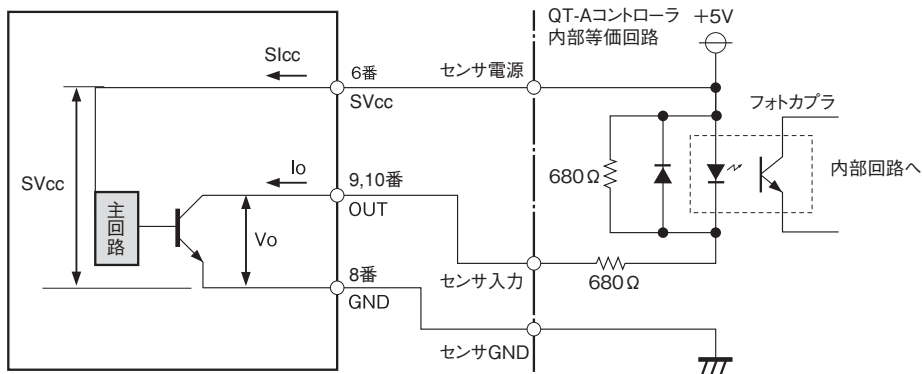 QT-Aコントローラ
内部等価回路
+5V
SIcc
6番
SVcc
センサ電源
フォトカプラ
内部回路へ
SVcc
Io
9,10番
OUT
680Ω
主回路
Vo
センサ入力
680Ω
8番
GND
センサGND